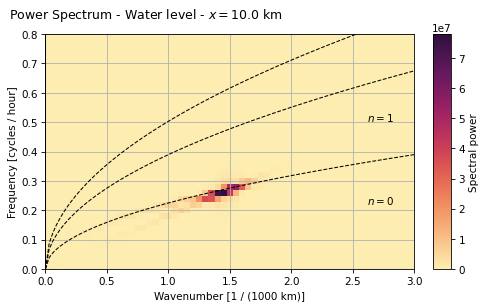 Power Spectrum - Water level - x = 10.0 km
1e7
0.8
0.7
0.6
0.5
0.4
0.3
0.2
0.1
0.0
Frequency [cycles / hour]
n = 1
n = 0
0.0 0.5 1.0 1.5 2.0 2.5 3.0
Wavenumber [1 / (1000 km)]
7
6
5
4
3
2
1
0
Spectral power